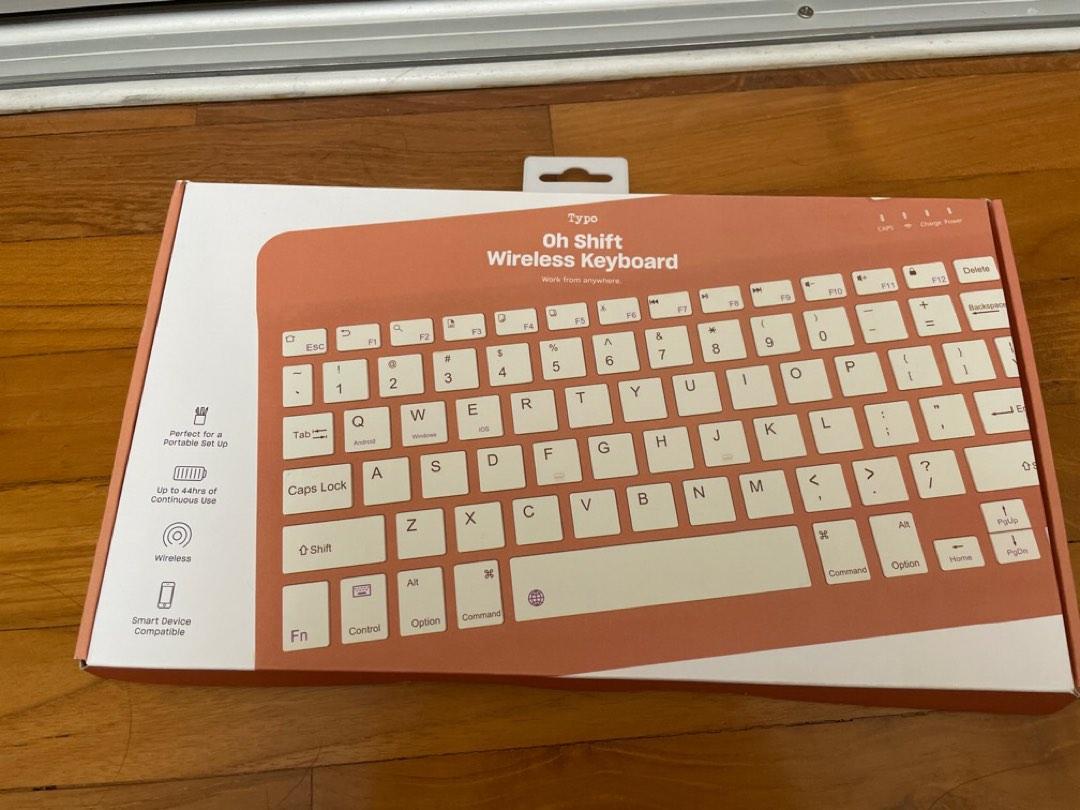 Typo
Oh Shift
Wireless Keyboard
Work from anywhere.
CAPS Charge Power
Esc F1 F2 F3 F4 F5 F6 F7 F8 F9 F10 F11 F12 Delete
~ ! @ # $ % ^ & * ( ) _ + Backspace
` 1 2 3 4 5 6 7 8 9 0 - =
Tab Q W E R T Y U I O P { }
Android Windows iOS [ ]
Caps Lock A S D F G H J K L : "
; ,
Shift Z X C V B N M < > ?
, . /
Fn Control Alt Option ⌘ Command ⌘ Command Alt Option Home PgUp PgDn
Perfect for a
Portable Set Up
Up to 44hrs of
Continuous Use
Wireless
Smart Device
Compatible